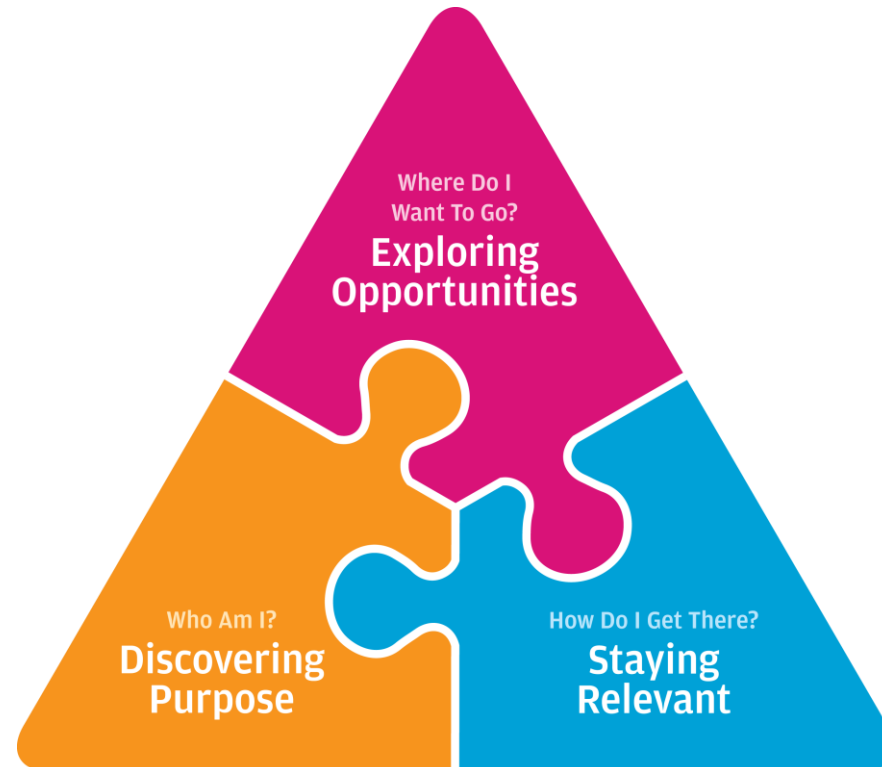 Where Do I
Want To Go?
Exploring
Opportunities
Who Am I?
Discovering
Purpose
How Do I Get There?
Staying
Relevant